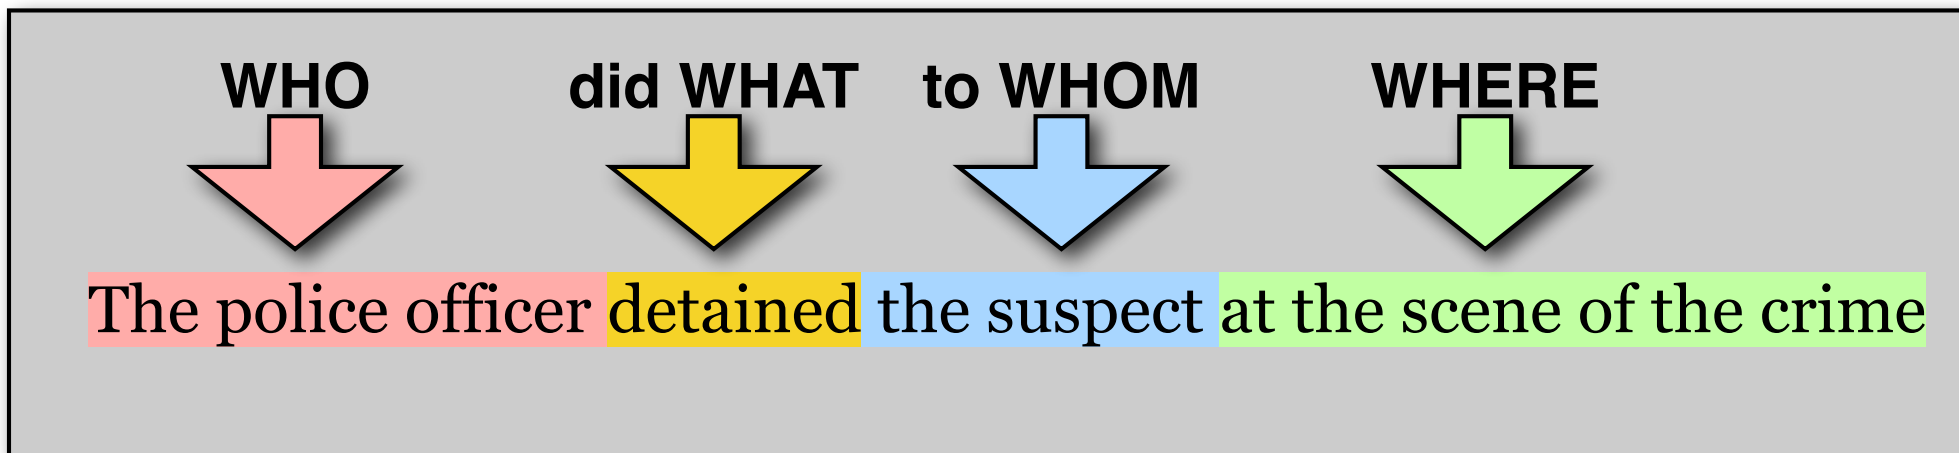 WHO did WHAT to WHOM WHERE
The police officer detained the suspect at the scene of the crime